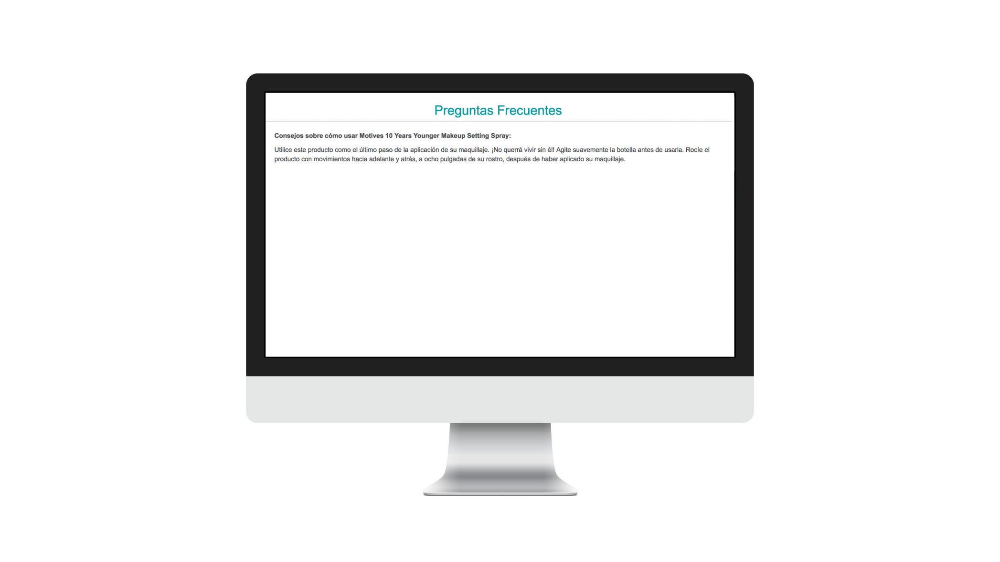 Preguntas Frecuentes
Consejos sobre cómo usar Motives 10 Years Younger Makeup Setting Spray:
Utilice este producto como el último paso de la aplicación de su maquillaje. ¡No querrá vivir sin él! Agite suavemente la botella antes de usarla. Rocíe el
producto con movimientos hacia adelante y atrás, a ocho pulgadas de su rostro, después de haber aplicado su maquillaje.